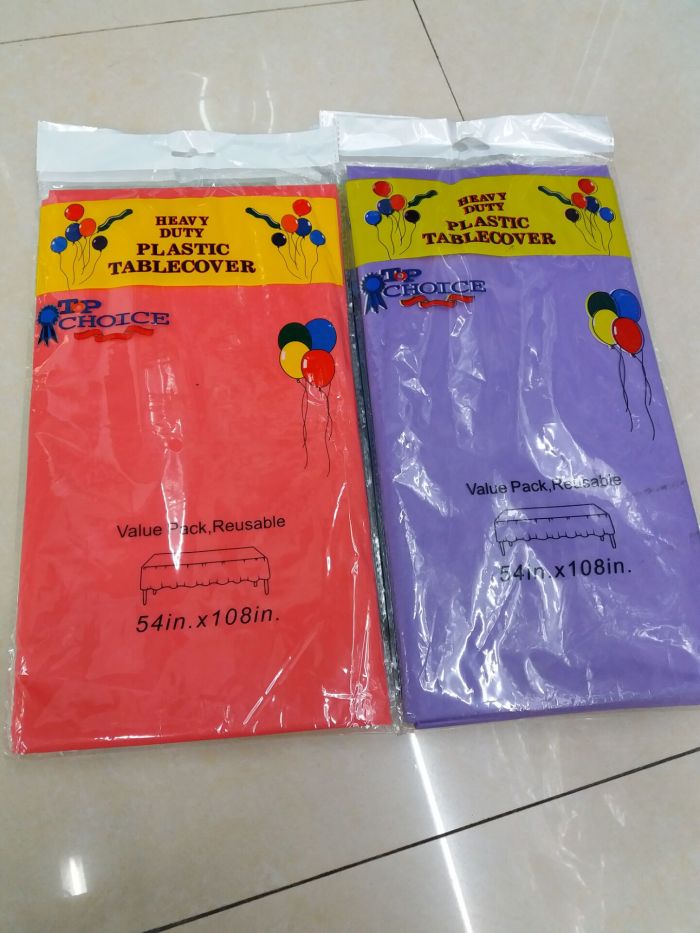 HEAVY
DUTY
PLASTIC
TABLECOVER
TOP
CHOICE
Value Pack,Reusable
54in.x108in.
HEAVY
DUTY
PLASTIC
TABLECOVER
TOP
CHOICE
Value Pack,Reusable
54in.x108in.